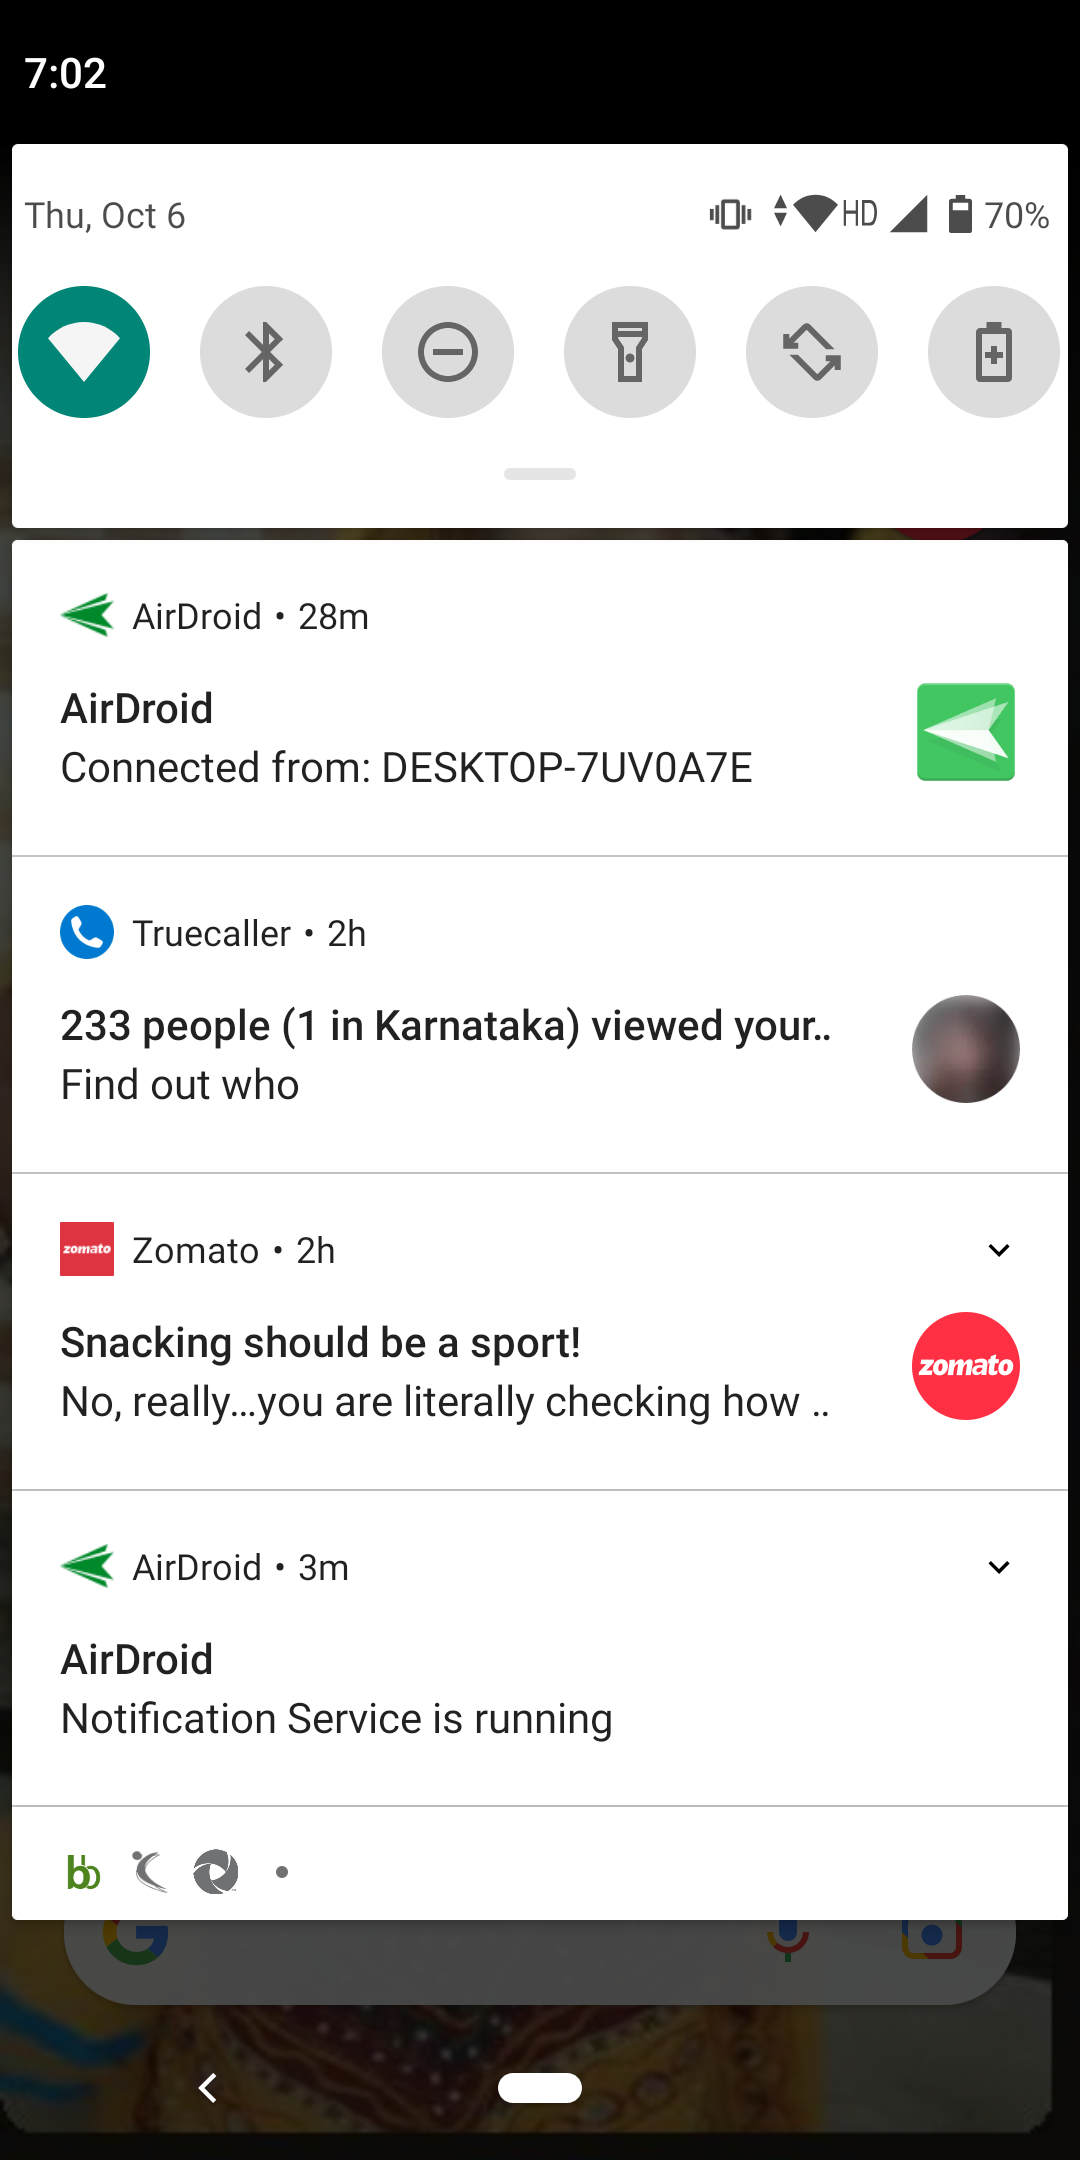 7:02
Thu, Oct 6
HD 70%
AirDroid • 28m
AirDroid
Connected from: DESKTOP-7UV0A7E
Truecaller • 2h
233 people (1 in Karnataka) viewed your..
Find out who
zomato Zomato • 2h
Snacking should be a sport!
zomato
No, really...you are literally checking how ..
AirDroid • 3m
AirDroid
Notification Service is running
bb